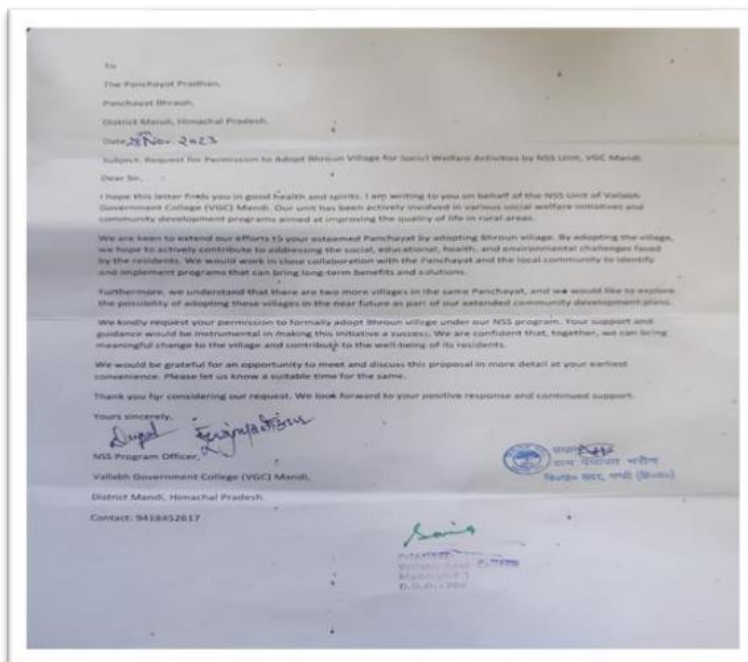 To
The Panchayat Pradhan,
Panchayat Bhraun,
District Mandi, Himachal Pradesh.
Date 28 Nov. 2023
Subject: Request for Permission to Adopt Bhroun Village for Social Welfare Activities by NSS Unit, VGC Mandi.
Dear Sir,
I hope this letter finds you in good health and spirits. I am writing to you on behalf of the NSS Unit of Vallabh
Government College (VGC) Mandi. Our unit has been actively involved in various social welfare initiatives and
community development programs aimed at improving the quality of life in rural areas.
We are keen to extend our efforts to your esteemed Panchayat by adopting Bhroun village. By adopting the village,
we hope to actively contribute to addressing the social, educational, health, and environmental challenges faced
by the residents. We would work in close collaboration with the Panchayat and the local community to identify
and implement programs that can bring long-term benefits and solutions.
Furthermore, we understand that there are two more villages in the same Panchayat, and we would like to explore
the possibility of adopting these villages in the near future as part of our extended community development plans.
We kindly request your permission to formally adopt Bhroun village under our NSS program. Your support and
guidance would be instrumental in making this initiative a success. We are confident that, together, we can bring
meaningful change to the village and contribute to the well-being of its residents.
We would be grateful for an opportunity to meet and discuss this proposal in more detail at your earliest
convenience. Please let us know a suitable time for the same.
Thank you for considering our request. We look forward to your positive response and continued support.
Yours sincerely,
NSS Program Officer,
Vallabh Government College (VGC) Mandi,
District Mandi, Himachal Pradesh.
Contact: 9418452617
ग्राम पंचायत
सदर, मण्डी (हि०प्र०)
Vallabh Govt. College